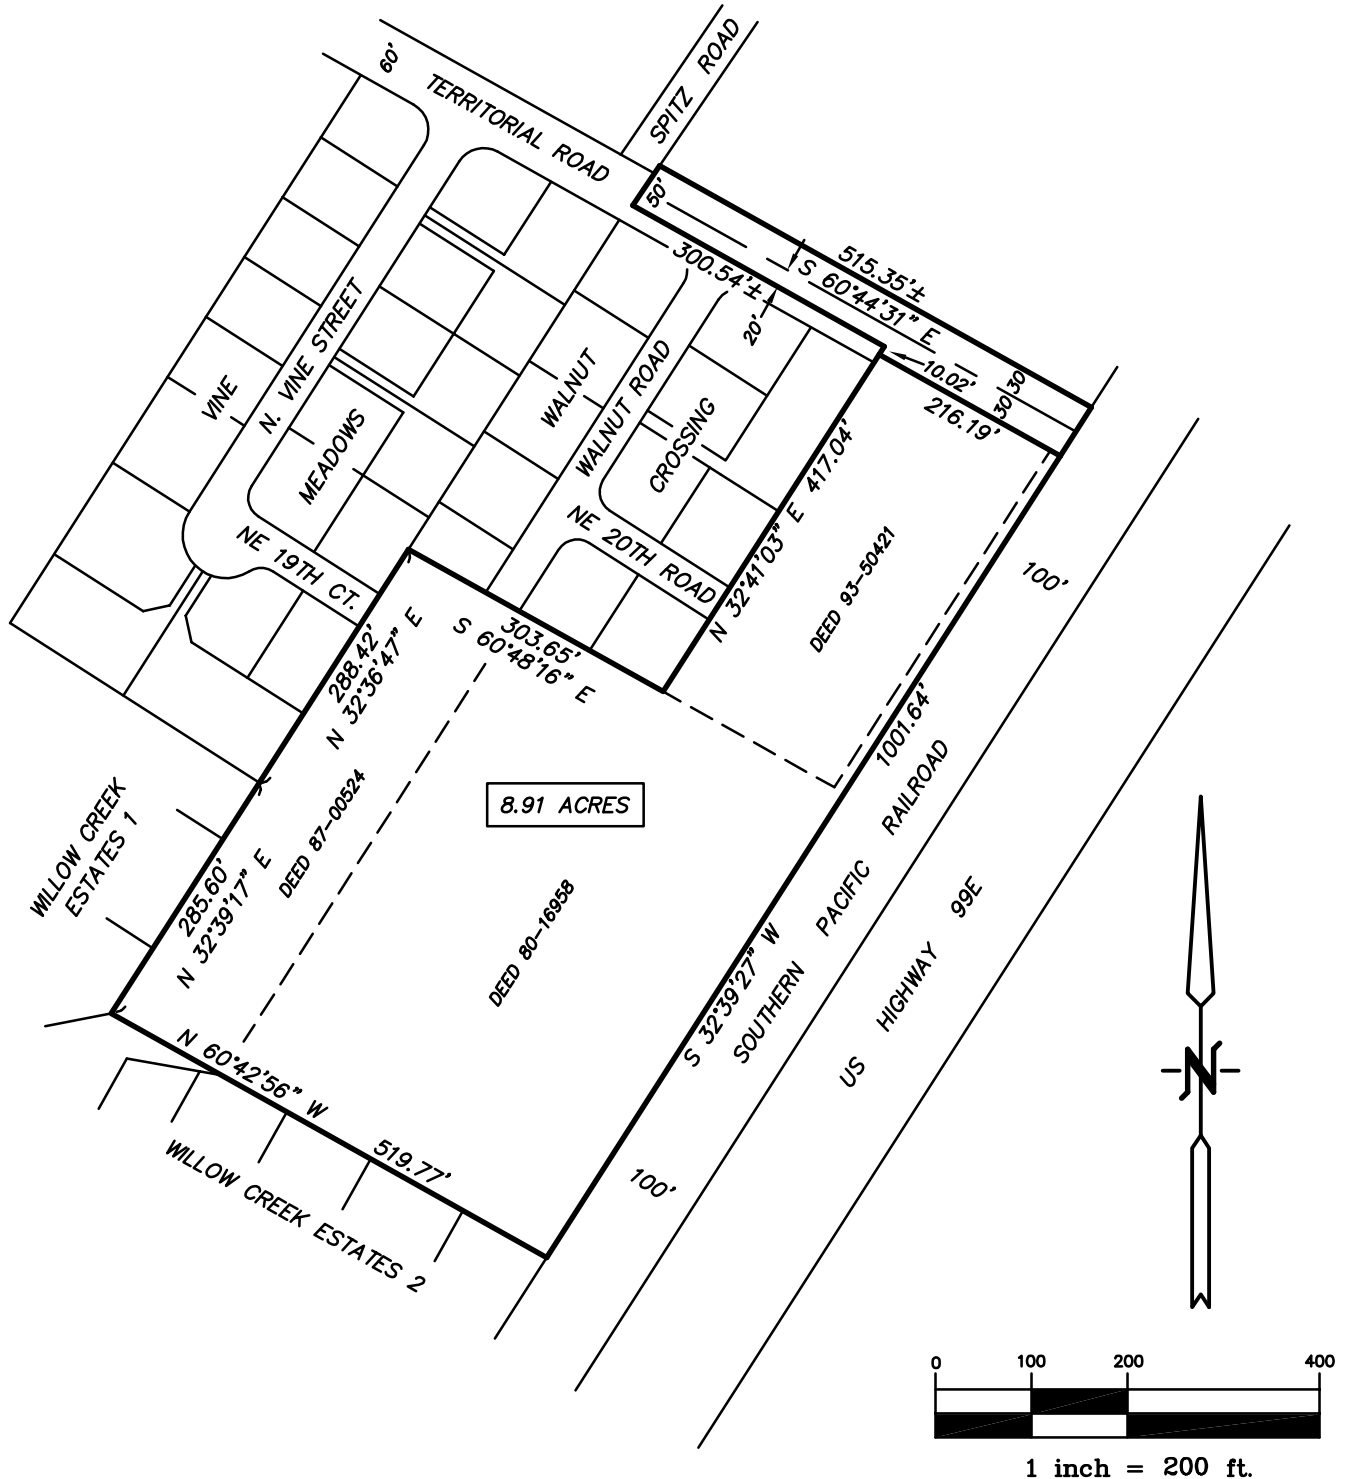 60'
TERRITORIAL ROAD
SPITZ ROAD
50'
300.54'±
515.35'±
S 60°44'31" E
20'
10.02'
30
30
216.19'
N. VINE STREET
VINE
MEADOWS
WALNUT
WALNUT ROAD
CROSSING
NE 19TH CT.
NE 20TH ROAD
N 32°41'03" E 417.04'
DEED 93-50421
100'
303.65'
S 60°48'16" E
288.42'
N 32°36'47" E
1001.64'
S 32°39'27" W
SOUTHERN PACIFIC RAILROAD
US HIGHWAY 99E
8.91 ACRES
DEED 87-00524
DEED 80-16958
WILLOW CREEK
ESTATES 1
285.60'
N 32°39'17" E
N 60°42'56" W
519.77'
WILLOW CREEK ESTATES 2
100'
N
0 100 200 400
1 inch = 200 ft.